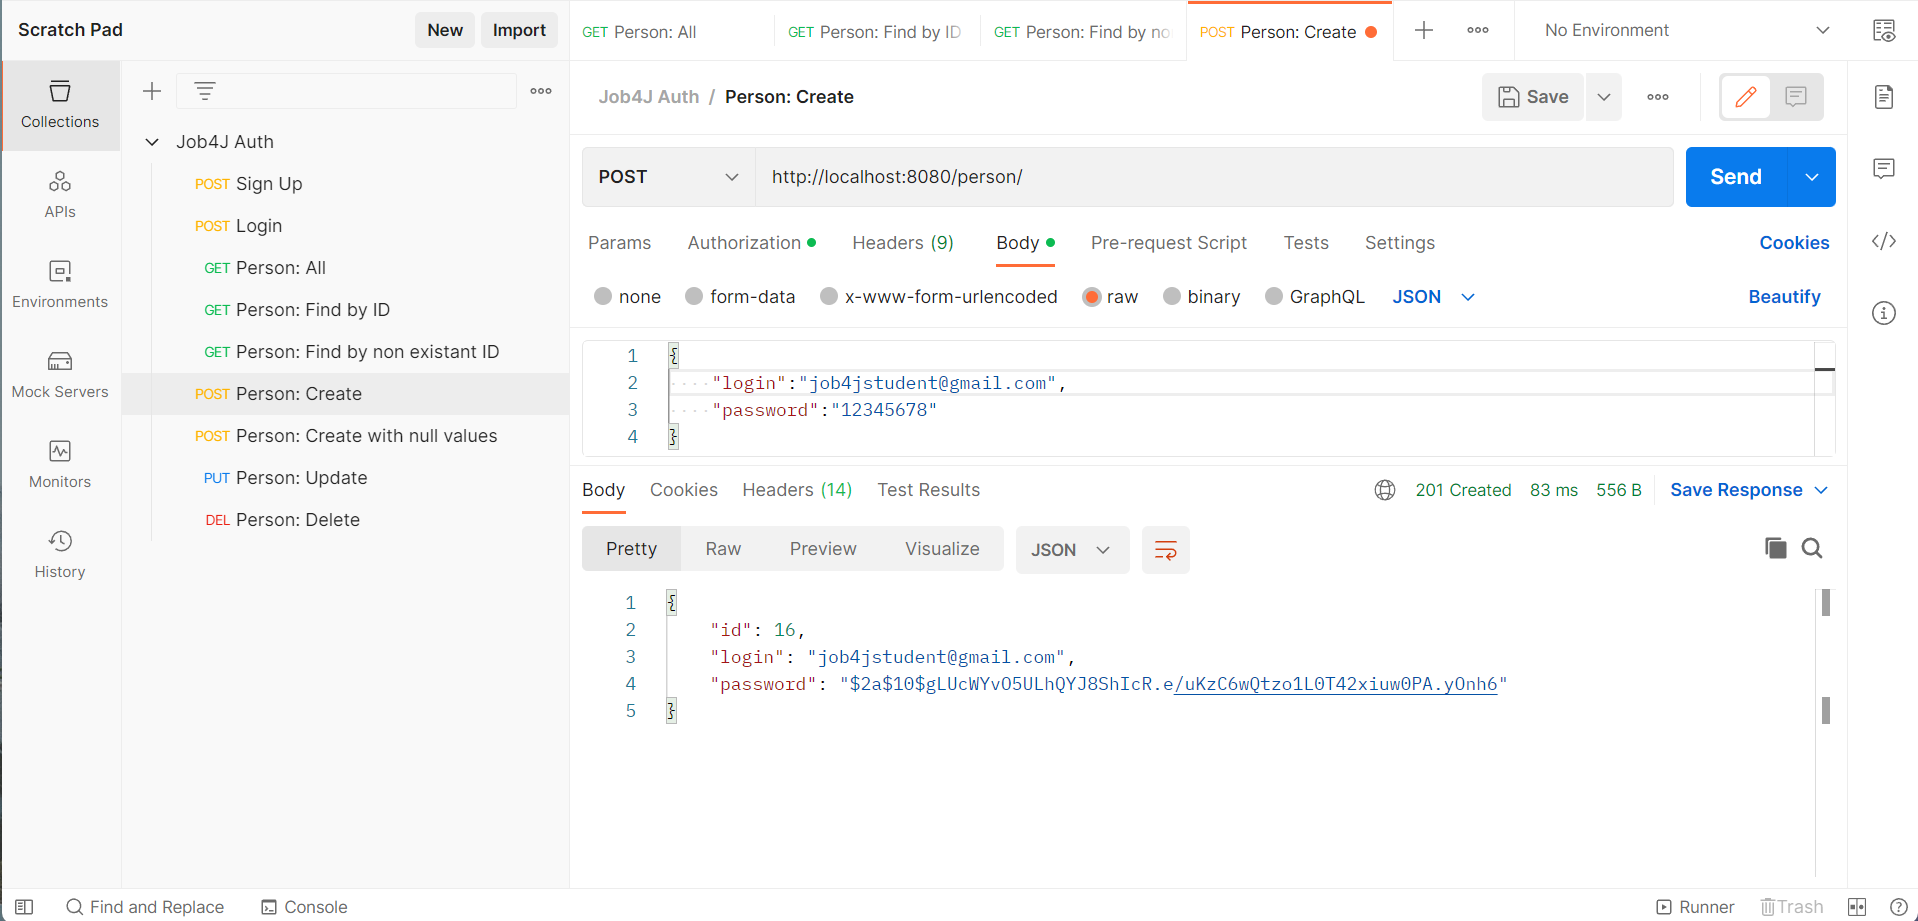 Scratch Pad
New
Import
GET Person: All
GET Person: Find by ID
GET Person: Find by no
POST Person: Create
No Environment
Collections
APIs
Environments
Mock Servers
Monitors
History
Job4J Auth
POST Sign Up
POST Login
GET Person: All
GET Person: Find by ID
GET Person: Find by non existant ID
POST Person: Create
POST Person: Create with null values
PUT Person: Update
DEL Person: Delete
Job4J Auth / Person: Create
Save
POST
http://localhost:8080/person/
Send
Params Authorization Headers (9) Body Pre-request Script Tests Settings Cookies
none form-data x-www-form-urlencoded raw binary GraphQL JSON Beautify
1 {
2 "login":"job4jstudent@gmail.com",
3 "password":"12345678"
4 }
Body Cookies Headers (14) Test Results 201 Created 83 ms 556 B Save Response
Pretty Raw Preview Visualize JSON
1 {
2 "id": 16,
3 "login": "job4jstudent@gmail.com",
4 "password": "$2a$10$gLUcWYvO5ULhQYJ8ShIcR.e/uKzC6wQtzo1L0T42xiuw0PA.yOnh6"
5 }
Find and Replace Console Runner Trash